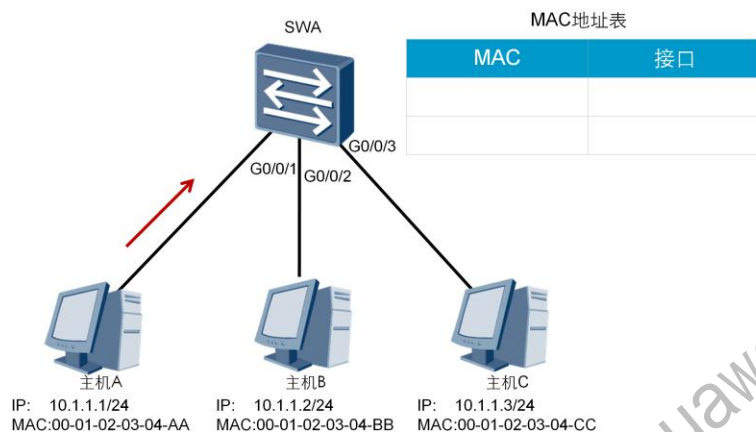 SWA
MAC地址表
MAC 接口
G0/0/1
G0/0/2
G0/0/3
主机A
IP: 10.1.1.1/24
MAC:00-01-02-03-04-AA
主机B
IP: 10.1.1.2/24
MAC:00-01-02-03-04-BB
主机C
IP: 10.1.1.3/24
MAC:00-01-02-03-04-CC